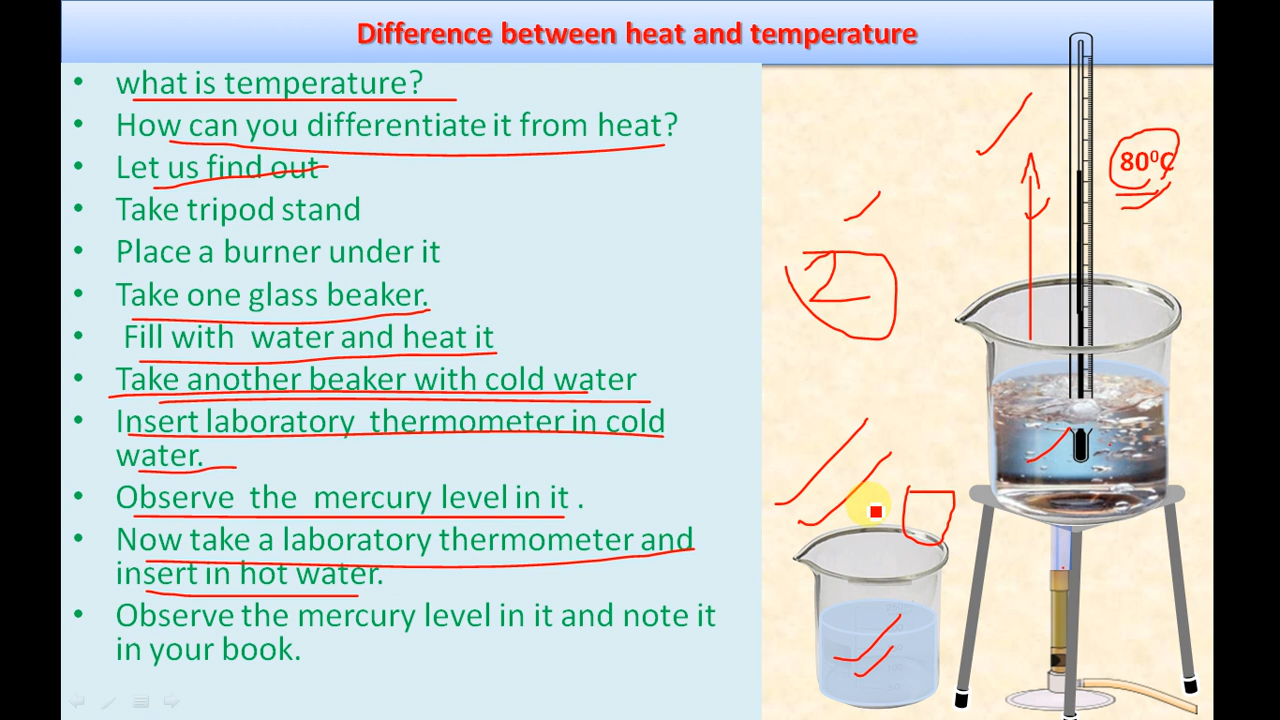 Difference between heat and temperature
• what is temperature?
• How can you differentiate it from heat?
• Let us find out
• Take tripod stand
• Place a burner under it
• Take one glass beaker.
• Fill with water and heat it
• Take another beaker with cold water
• Insert laboratory thermometer in cold
water.
• Observe the mercury level in it .
• Now take a laboratory thermometer and
insert in hot water.
• Observe the mercury level in it and note it
in your book.
80⁰C
2
100
50